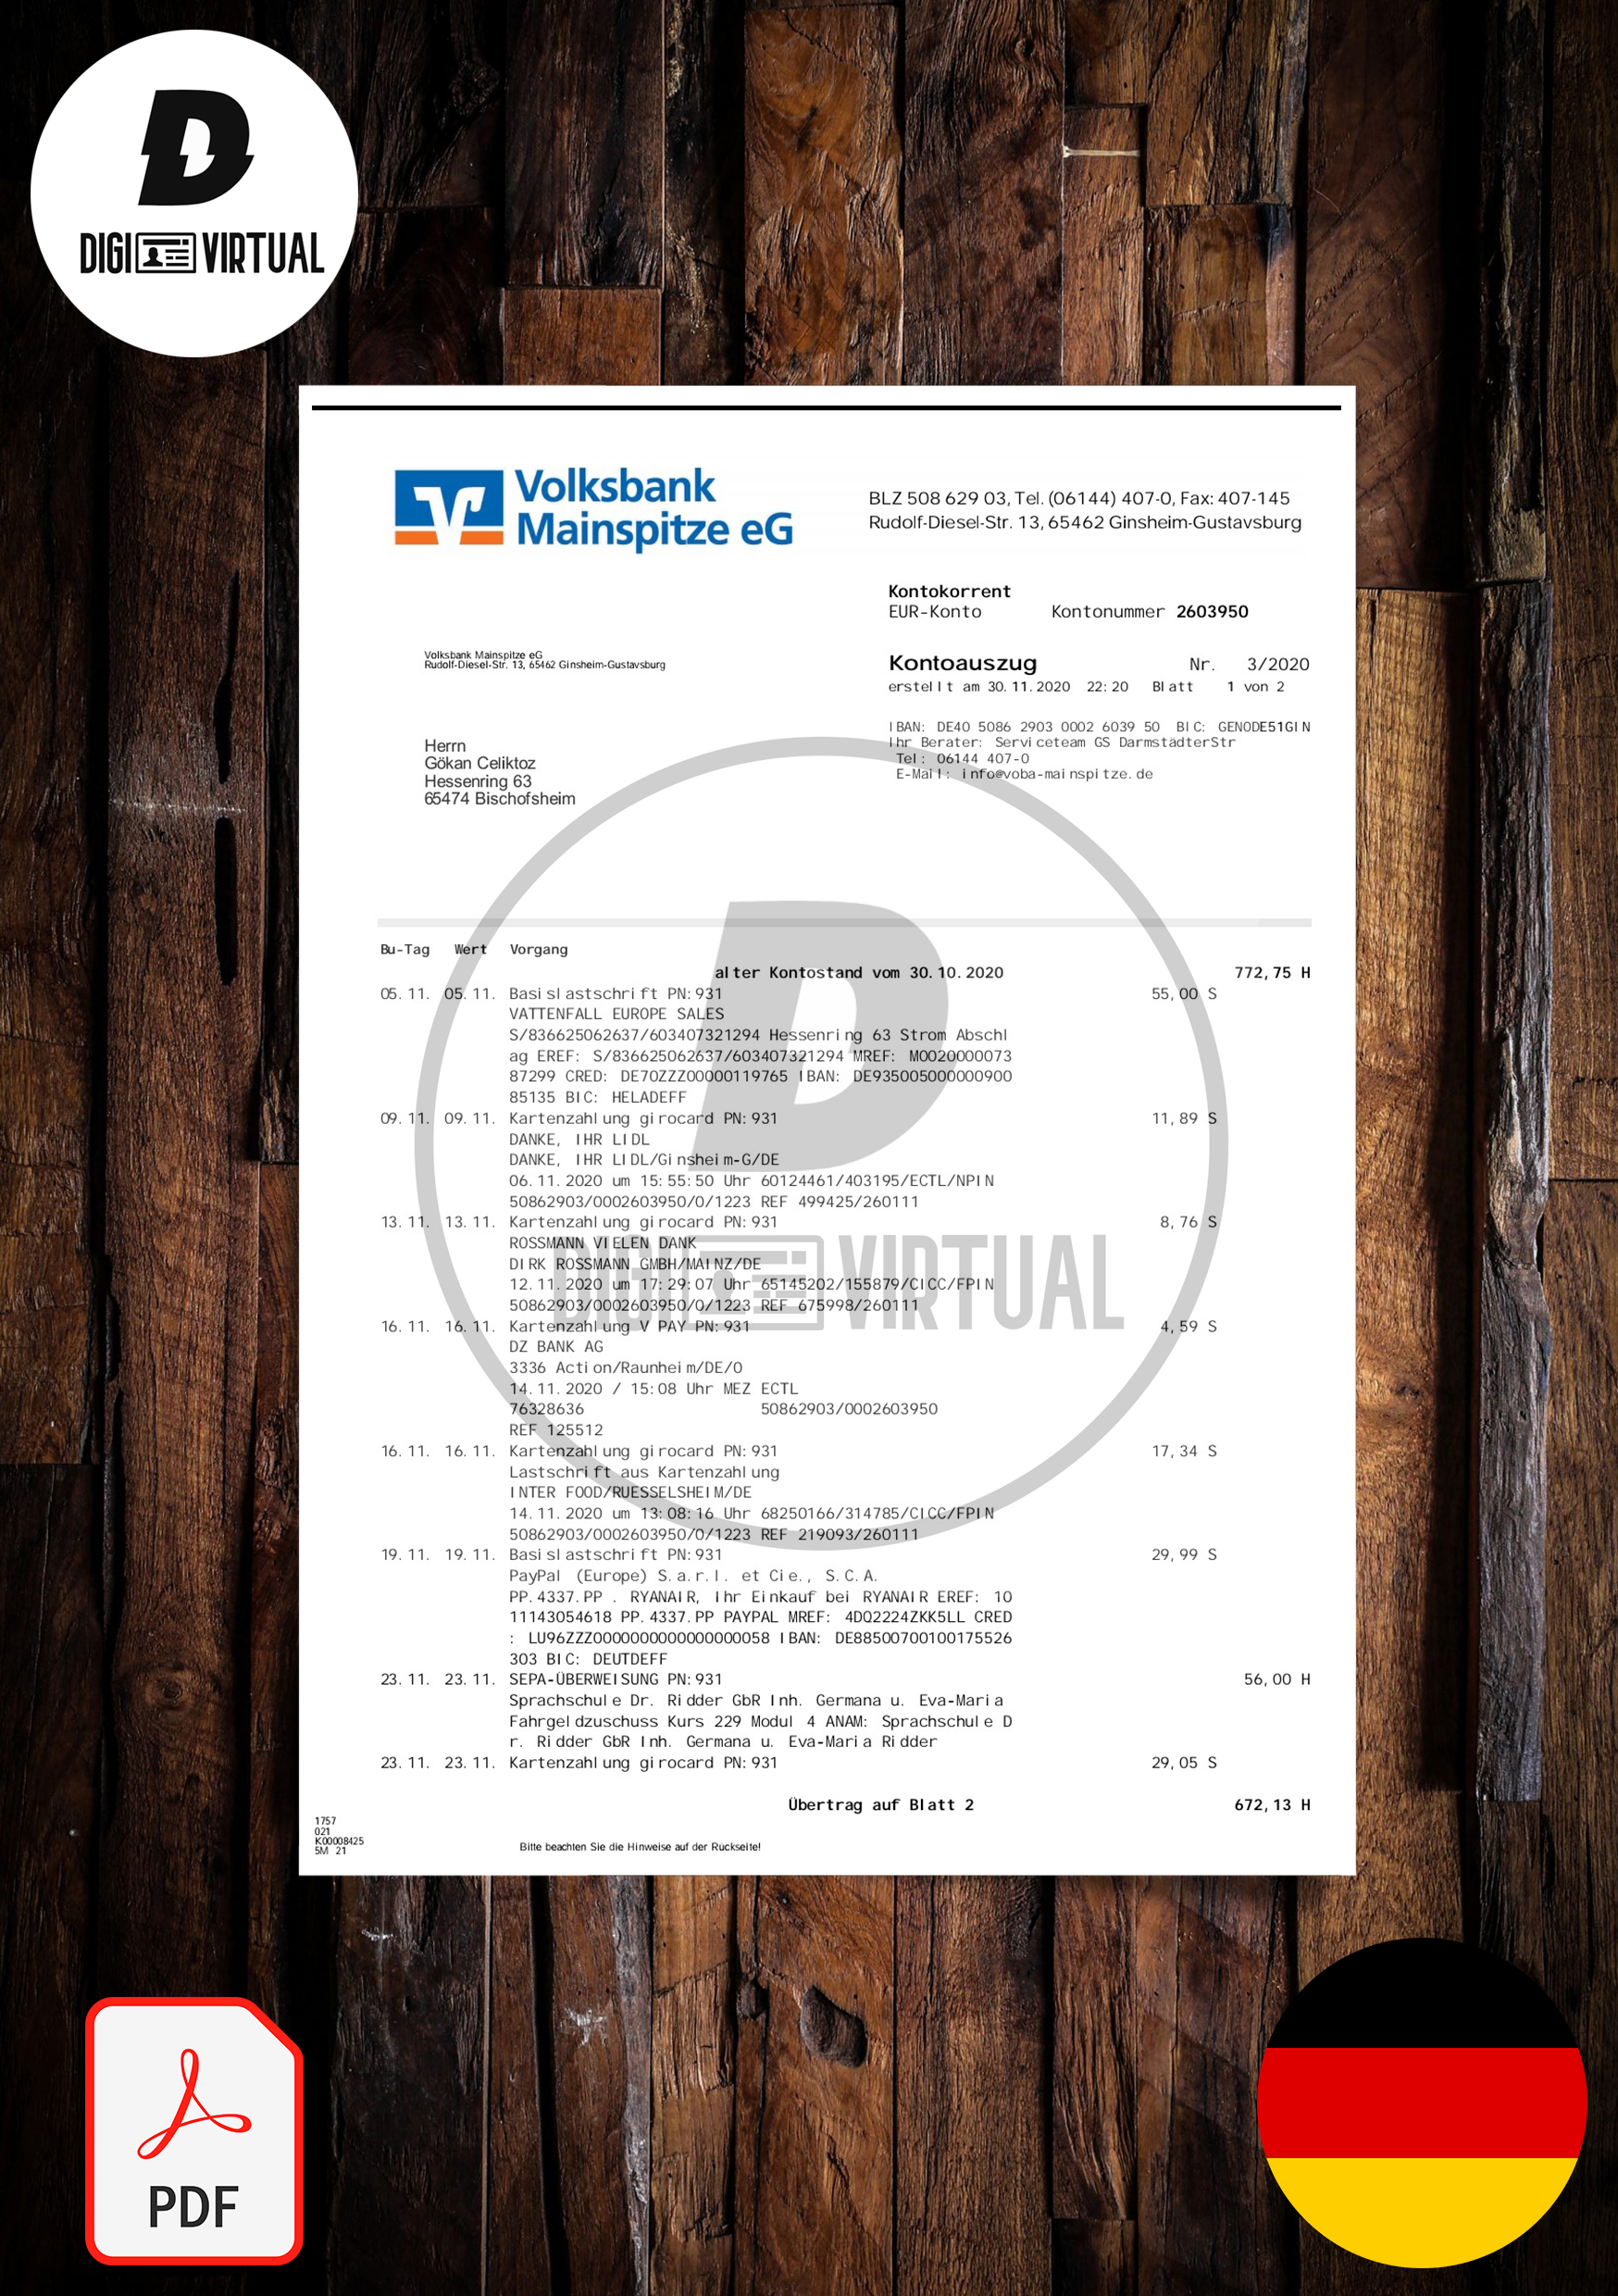 D
DIGI VIRTUAL
Volksbank
Mainspitze eG
BLZ 508 629 03, Tel. (06144) 407-0, Fax: 407-145
Rudolf-Diesel-Str. 13, 65462 Ginsheim-Gustavsburg
Kontokorrent
EUR-Konto Kontonummer 2603950
Volksbank Mainspitze eG
Rudolf-Diesel-Str. 13, 65462 Ginsheim-Gustavsburg
Kontoauszug Nr. 3/2020
erstellt am 30.11.2020 22:20 Blatt 1 von 2
IBAN: DE40 5086 2903 0002 6039 50 BIC: GENODE51GIN
Ihr Berater: Serviceteam GS DarmstädterStr
Tel: 06144 407-0
E-Mail: info@voba-mainspitze.de
Herrn
Gökan Celiktoz
Hessenring 63
65474 Bischofsheim
Bu-Tag Wert Vorgang
alter Kontostand vom 30.10.2020 772,75 H
05.11. 05.11. Basislastschrift PN:931 55,00 S
VATTENFALL EUROPE SALES
S/836625062637/603407321294 Hessenring 63 Strom Abschl
ag EREF: S/836625062637/603407321294 MREF: M0020000073
87299 CRED: DE70ZZZ00000119765 IBAN: DE935005000000900
85135 BIC: HELADEFF
09.11. 09.11. Kartenzahlung girocard PN:931 11,89 S
DANKE, IHR LIDL
DANKE, IHR LIDL/Ginsheim-G/DE
06.11.2020 um 15:55:50 Uhr 60124461/403195/ECTL/NPIN
50862903/0002603950/0/1223 REF 499425/260111
13.11. 13.11. Kartenzahlung girocard PN:931 8,76 S
ROSSMANN VIELEN DANK
DIRK ROSSMANN GMBH/MAINZ/DE
12.11.2020 um 17:29:07 Uhr 65145202/155879/CICC/FPIN
50862903/0002603950/0/1223 REF 675998/260111
16.11. 16.11. Kartenzahlung V PAY PN:931 4,59 S
DZ BANK AG
3336 Action/Raunheim/DE/0
14.11.2020 / 15:08 Uhr MEZ ECTL
76328636 50862903/0002603950
REF 125512
16.11. 16.11. Kartenzahlung girocard PN:931 17,34 S
Lastschrift aus Kartenzahlung
INTER FOOD/RUESSELSHEIM/DE
14.11.2020 um 13:08:16 Uhr 68250166/314785/CICC/FPIN
50862903/0002603950/0/1223 REF 219093/260111
19.11. 19.11. Basislastschrift PN:931 29,99 S
PayPal (Europe) S.a.r.l. et Cie., S.C.A.
PP.4337.PP . RYANAIR, Ihr Einkauf bei RYANAIR EREF: 10
11143054618 PP.4337.PP PAYPAL MREF: 4DQ2224ZKK5LL CRED
: LU96ZZZ0000000000000000058 IBAN: DE88500700100175526
303 BIC: DEUTDEFF
23.11. 23.11. SEPA-ÜBERWEISUNG PN:931 56,00 H
Sprachschule Dr. Ridder GbR Inh. Germana u. Eva-Maria
Fahrgeldzuschuss Kurs 229 Modul 4 ANAM: Sprachschule D
r. Ridder GbR Inh. Germana u. Eva-Maria Ridder
23.11. 23.11. Kartenzahlung girocard PN:931 29,05 S
Übertrag auf Blatt 2 672,13 H
1757
021
K00008425
5M 21
Bitte beachten Sie die Hinweise auf der Rückseite!
D
DIGI VIRTUAL
PDF